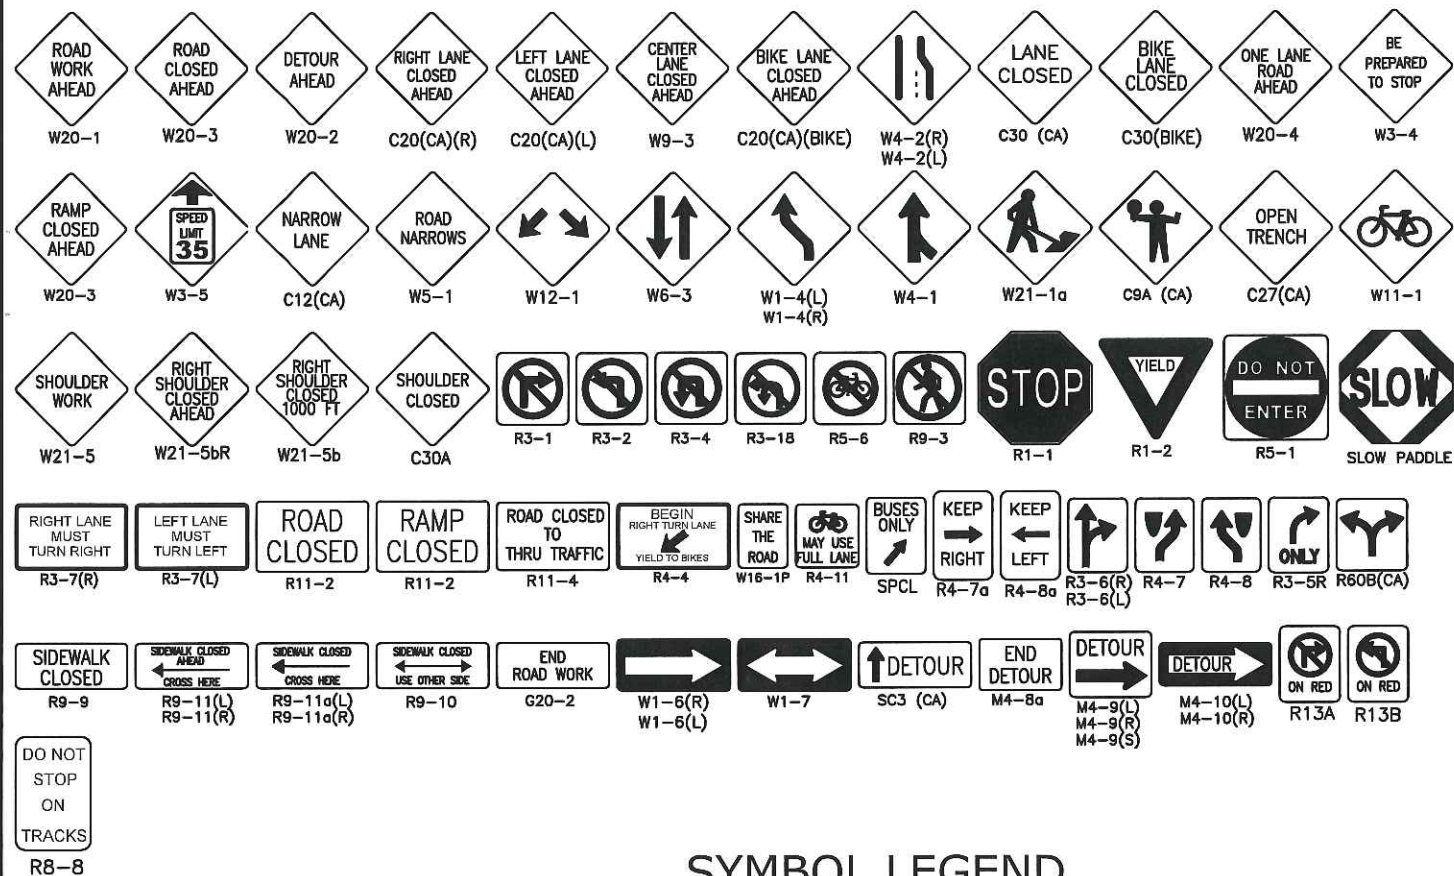 ROAD
WORK
AHEAD
W20-1
ROAD
CLOSED
AHEAD
W20-3
DETOUR
AHEAD
W20-2
RIGHT LANE
CLOSED
AHEAD
C20(CA)(R)
LEFT LANE
CLOSED
AHEAD
C20(CA)(L)
CENTER
LANE
CLOSED
AHEAD
W9-3
BIKE LANE
CLOSED
AHEAD
C20(CA)(BIKE)
W4-2(R)
W4-2(L)
LANE
CLOSED
C30 (CA)
BIKE
LANE
CLOSED
C30(BIKE)
ONE LANE
ROAD
AHEAD
W20-4
BE
PREPARED
TO STOP
W3-4
RAMP
CLOSED
AHEAD
W20-3
SPEED
LIMIT
35
W3-5
NARROW
LANE
C12(CA)
ROAD
NARROWS
W5-1
W12-1
W6-3
W1-4(L)
W1-4(R)
W4-1
W21-1a
C9A (CA)
OPEN
TRENCH
C27(CA)
W11-1
SHOULDER
WORK
W21-5
RIGHT
SHOULDER
CLOSED
AHEAD
W21-5bR
RIGHT
SHOULDER
CLOSED
1000 FT
W21-5b
SHOULDER
CLOSED
C30A
R3-1
R3-2
R3-4
R3-18
R5-6
R9-3
STOP
R1-1
YIELD
R1-2
DO NOT
ENTER
R5-1
SLOW
SLOW PADDLE
RIGHT LANE
MUST
TURN RIGHT
R3-7(R)
LEFT LANE
MUST
TURN LEFT
R3-7(L)
ROAD
CLOSED
R11-2
RAMP
CLOSED
R11-2
ROAD CLOSED
TO
THRU TRAFFIC
R11-4
BEGIN
RIGHT TURN LANE
YIELD TO BIKES
R4-4
SHARE
THE
ROAD
W16-1P
MAY USE
FULL LANE
R4-11
BUSES
ONLY
SPCL
KEEP
RIGHT
R4-7a
KEEP
LEFT
R4-8a
R3-6(R)
R3-6(L)
R4-7
R4-8
ONLY
R3-5R
R60B(CA)
SIDEWALK
CLOSED
R9-9
SIDEWALK CLOSED
AHEAD
CROSS HERE
R9-11(L)
R9-11(R)
SIDEWALK CLOSED
CROSS HERE
R9-11a(L)
R9-11a(R)
SIDEWALK CLOSED
USE OTHER SIDE
R9-10
END
ROAD WORK
G20-2
W1-6(R)
W1-6(L)
W1-7
DETOUR
SC3 (CA)
END
DETOUR
M4-8a
DETOUR
M4-9(L)
M4-9(R)
M4-9(S)
DETOUR
M4-10(L)
M4-10(R)
ON RED
R13A
ON RED
R13B
DO NOT
STOP
ON
TRACKS
R8-8
SYMBOL LEGEND